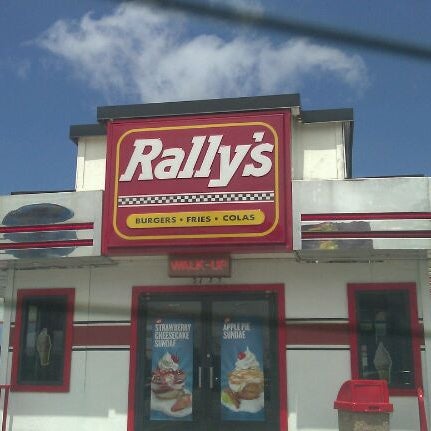 Rally's
BURGERS • FRIES • COLAS
WALK-UP
STRAWBERRY
CHEESECAKE
SUNDAE
APPLE PIE
SUNDAE